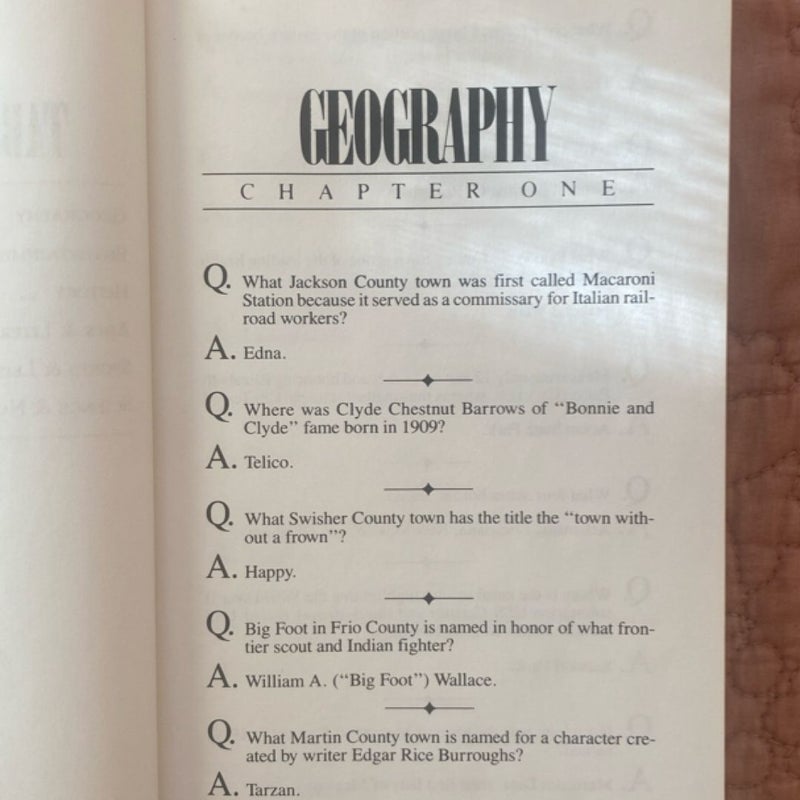 GEOGRAPHY
CHAPTER ONE
Q. What Jackson County town was first called Macaroni
Station because it served as a commissary for Italian rail-
road workers?
A. Edna.
Q. Where was Clyde Chestnut Barrows of "Bonnie and
Clyde" fame born in 1909?
A. Telico.
Q. What Swisher County town has the title the "town with-
out a frown"?
A. Happy.
Q. Big Foot in Frio County is named in honor of what fron-
tier scout and Indian fighter?
A. William A. ("Big Foot") Wallace.
Q. What Martin County town is named for a character cre-
ated by writer Edgar Rice Burroughs?
A. Tarzan.